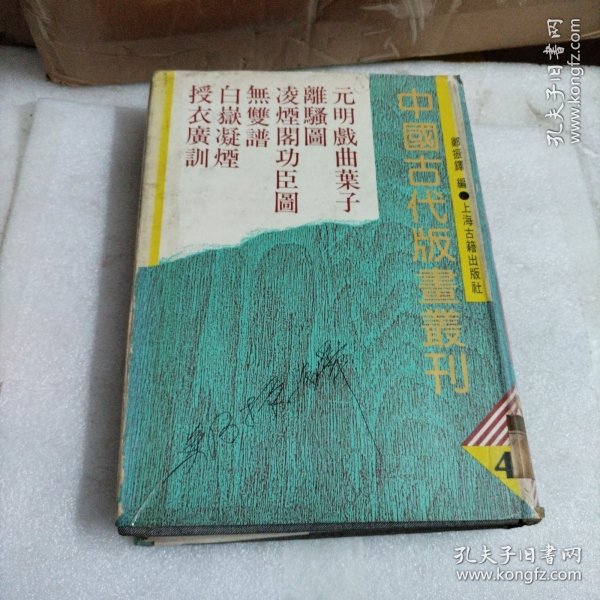 中國古代版畫叢刊
鄭振鐸 編●上海古籍出版社
元明戲曲葉子
離騷圖
凌煙閣功臣圖
無雙譜
白嶽凝煙
授衣廣訓
4
孔夫子旧书网
www.kongfz.com
孔夫子旧书网
www.kongfz.com